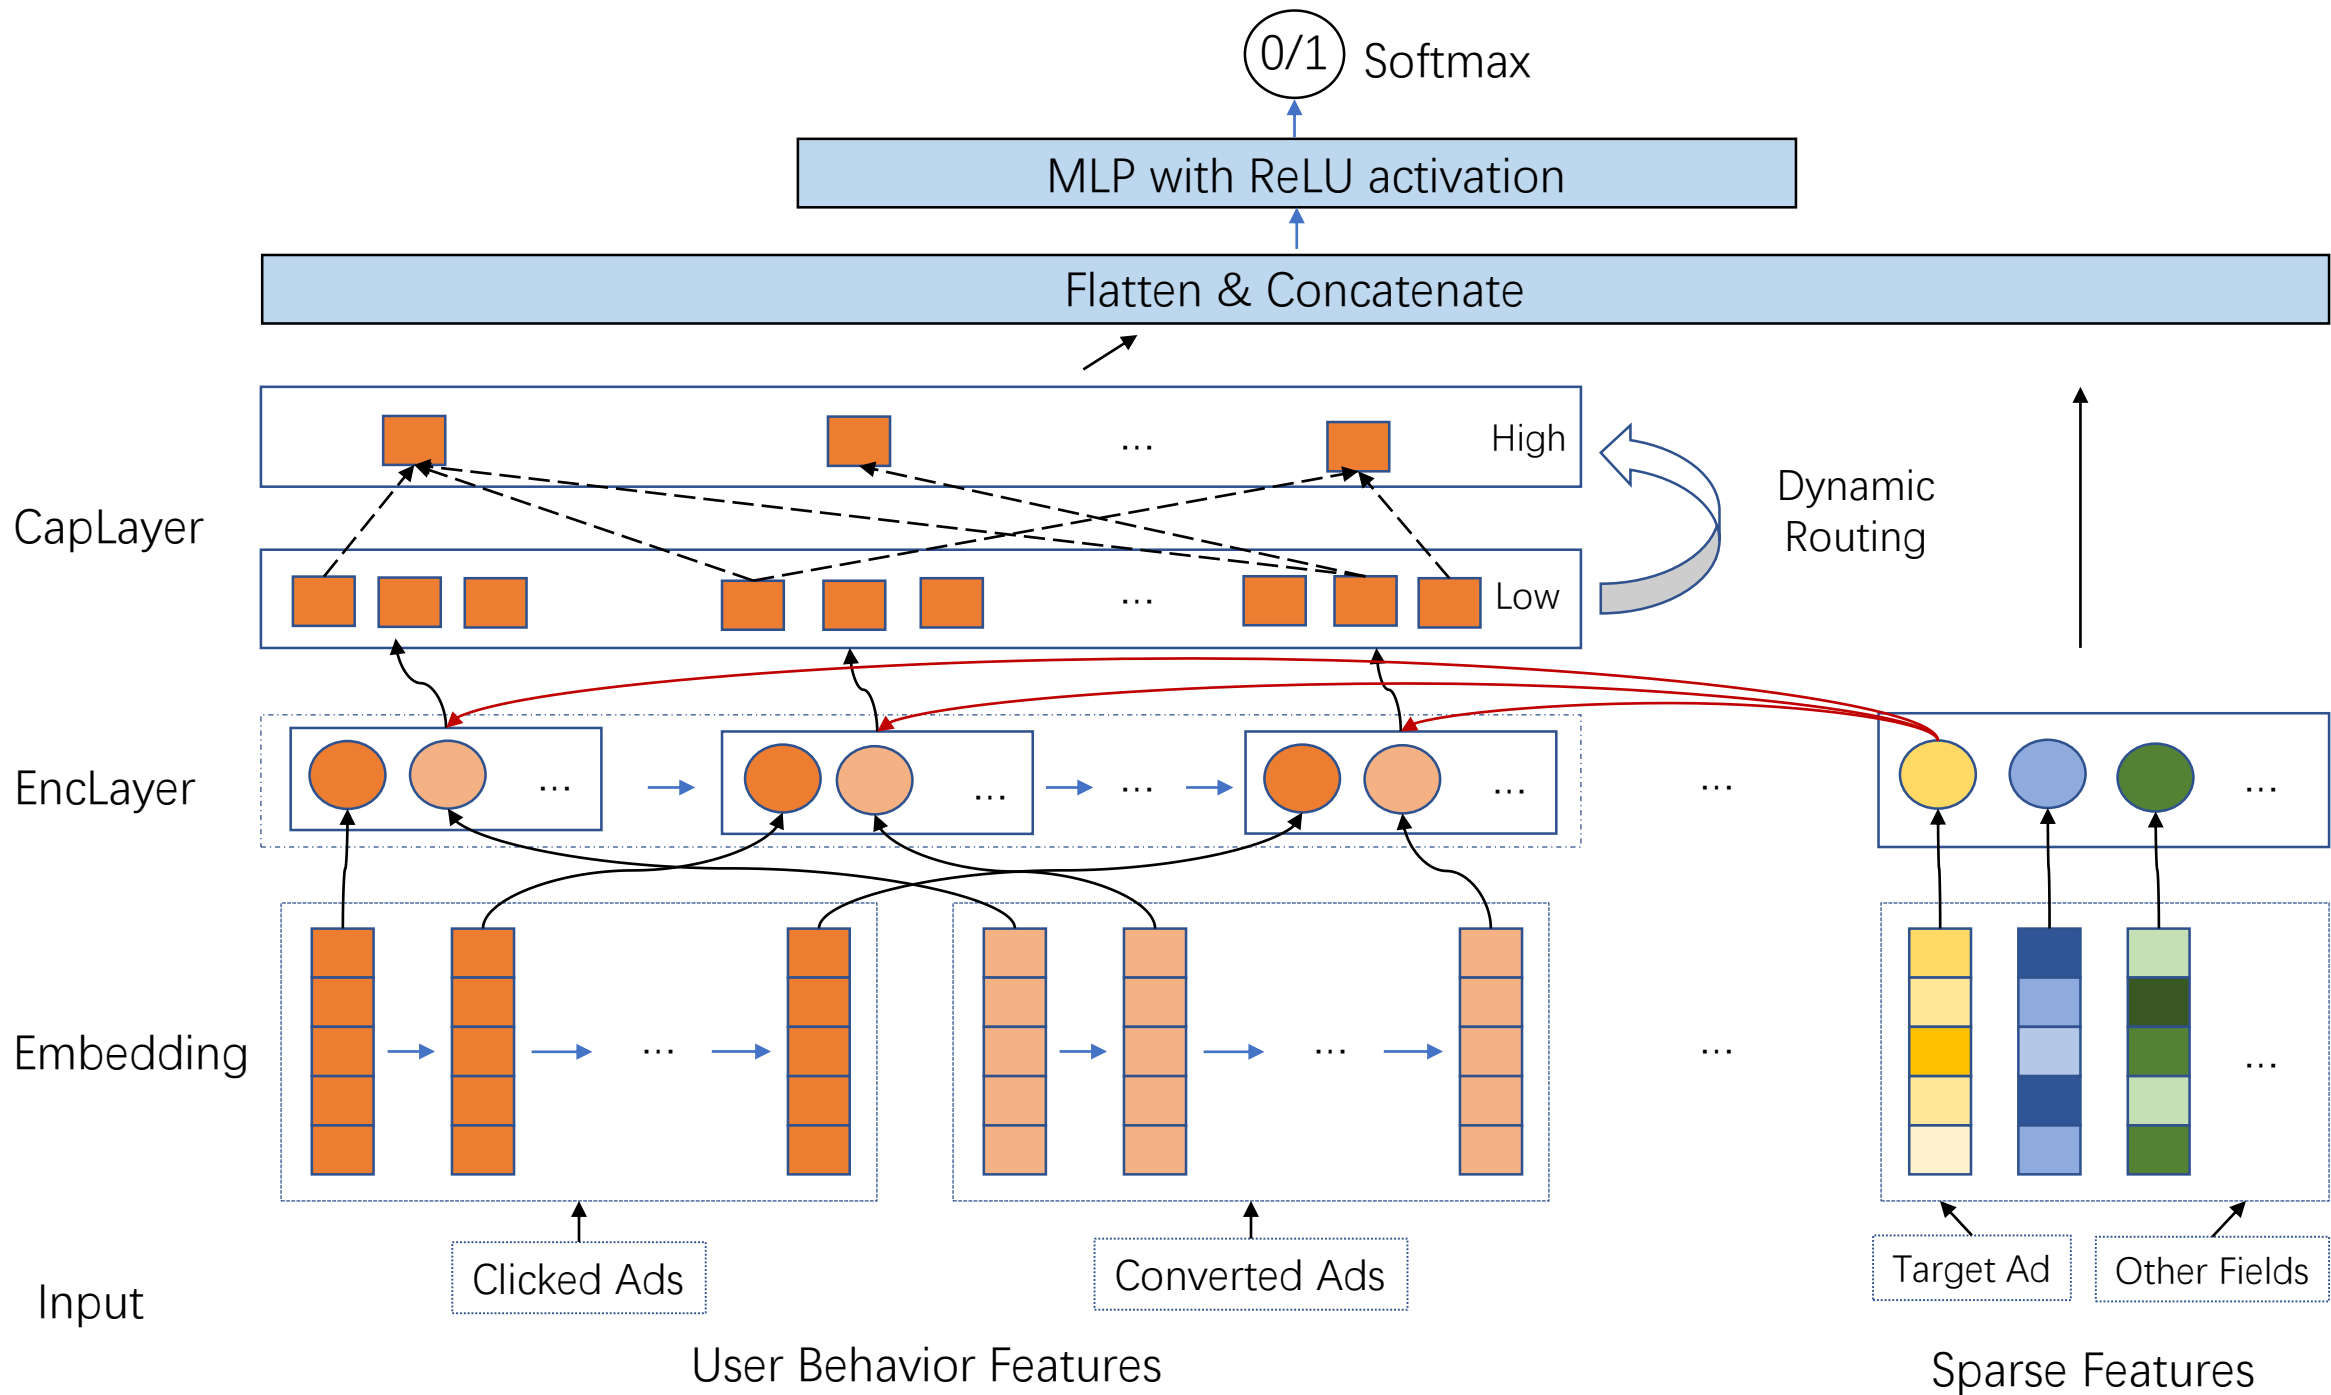 0/1 Softmax
MLP with ReLU activation
Flatten & Concatenate
...
High
CapLayer
Dynamic
Routing
...
Low
EncLayer
...
...
...
...
...
...
Embedding
...
...
...
...
Input
Clicked Ads
Converted Ads
Target Ad
Other Fields
User Behavior Features
Sparse Features